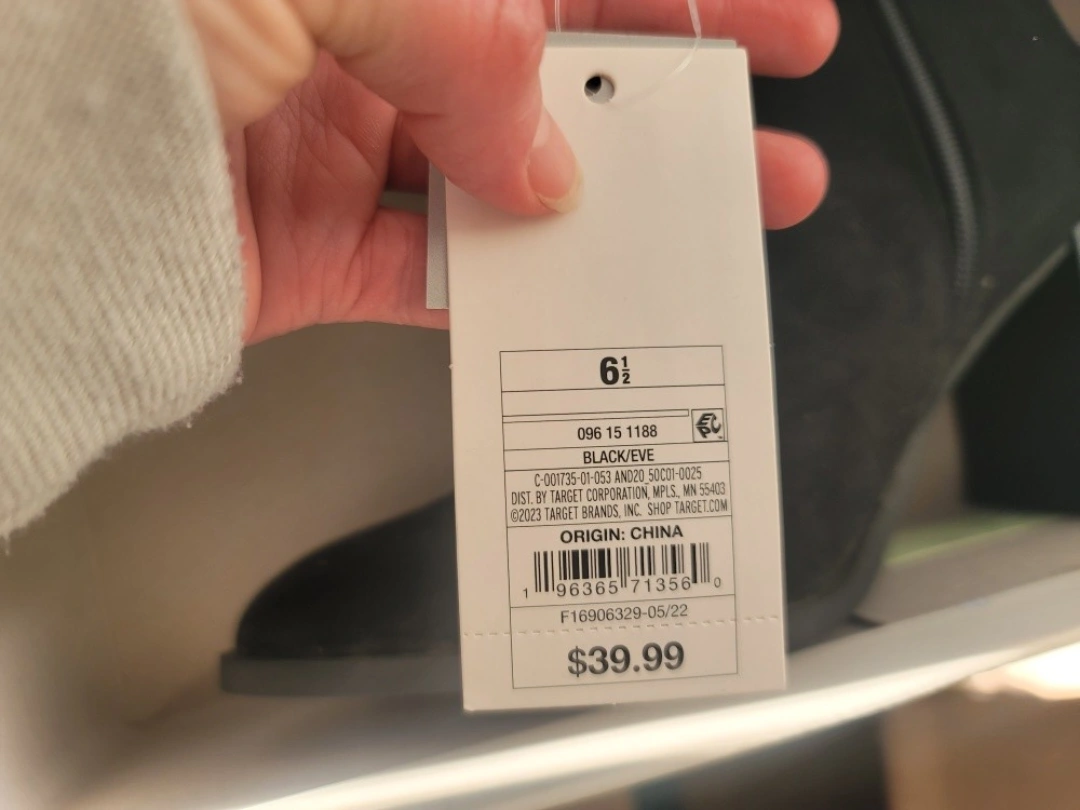 6½
096 15 1188
EPC™
BLACK/EVE
C-001735-01-053 AND20_50C01-0025
DIST. BY TARGET CORPORATION, MPLS., MN 55403
©2023 TARGET BRANDS, INC. SHOP TARGET.COM
ORIGIN: CHINA
1 96365 71356 0
F16906329-05/22
$39.99